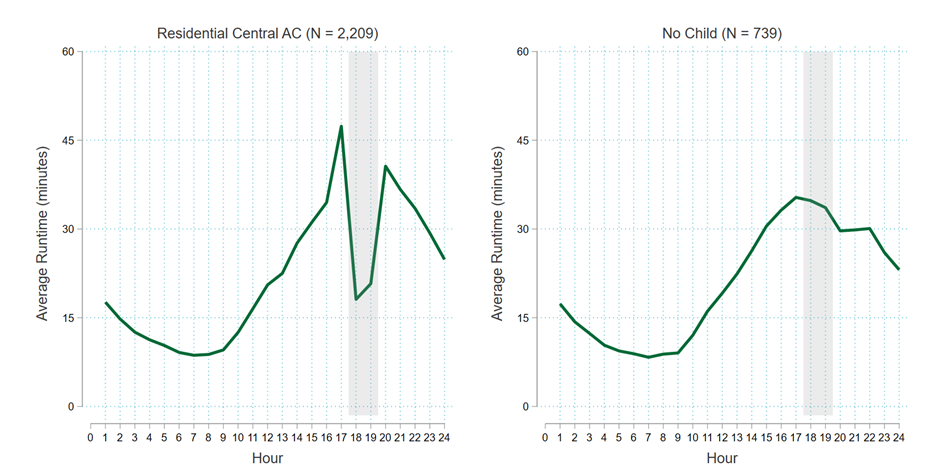 Residential Central AC (N = 2,209)
60
45
30
15
0
Average Runtime (minutes)
0 1 2 3 4 5 6 7 8 9 10 11 12 13 14 15 16 17 18 19 20 21 22 23 24
Hour
No Child (N = 739)
60
45
30
15
0
Average Runtime (minutes)
0 1 2 3 4 5 6 7 8 9 10 11 12 13 14 15 16 17 18 19 20 21 22 23 24
Hour